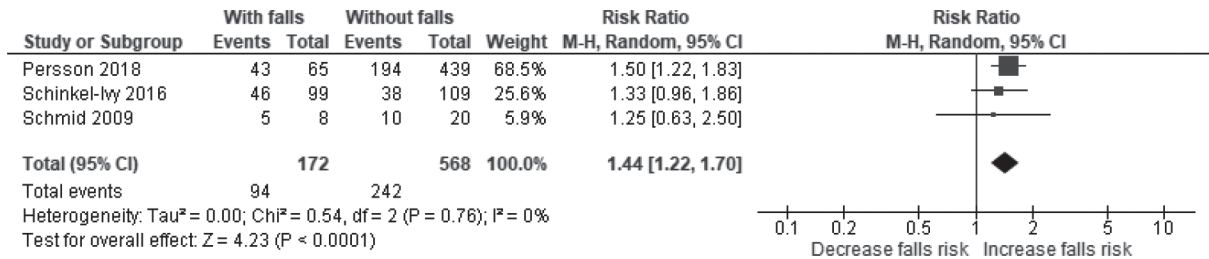 With falls Without falls Risk Ratio Risk Ratio
Study or Subgroup Events Total Events Total Weight M-H, Random, 95% CI M-H, Random, 95% CI
Persson 2018 43 65 194 439 68.5% 1.50 [1.22, 1.83]
Schinkel-Ivy 2016 46 99 38 109 25.6% 1.33 [0.96, 1.86]
Schmid 2009 5 8 10 20 5.9% 1.25 [0.63, 2.50]
Total (95% CI) 172 568 100.0% 1.44 [1.22, 1.70]
Total events 94 242
Heterogeneity: Tau² = 0.00; Chi² = 0.54, df = 2 (P = 0.76); I² = 0%
Test for overall effect: Z = 4.23 (P < 0.0001)
0.1 0.2 0.5 1 2 5 10
Decrease falls risk Increase falls risk